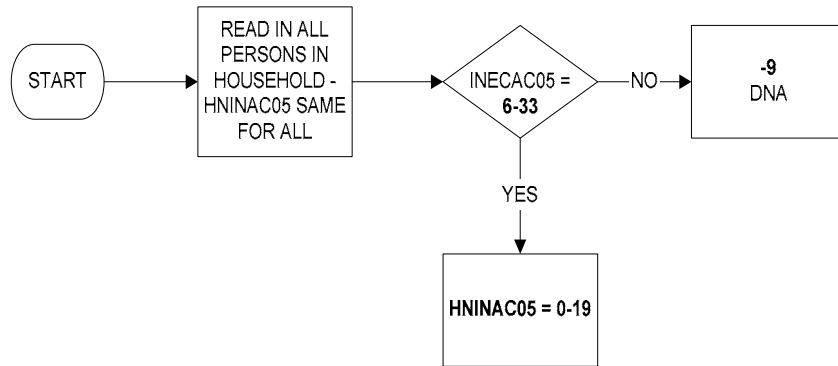 START
READ IN ALL
PERSONS IN
HOUSEHOLD -
HNINAC05 SAME
FOR ALL
INECAC05 =
6-33
NO
-9
DNA
YES
HNINAC05 = 0-19